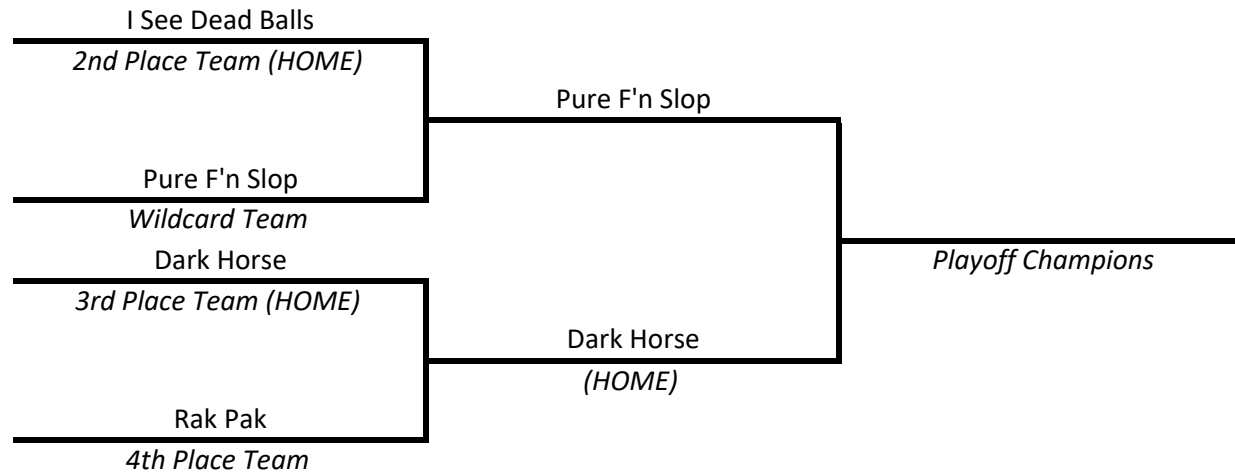 I See Dead Balls
2nd Place Team (HOME)
Pure F'n Slop
Pure F'n Slop
Wildcard Team
Dark Horse
3rd Place Team (HOME)
Playoff Champions
Dark Horse
(HOME)
Rak Pak
4th Place Team